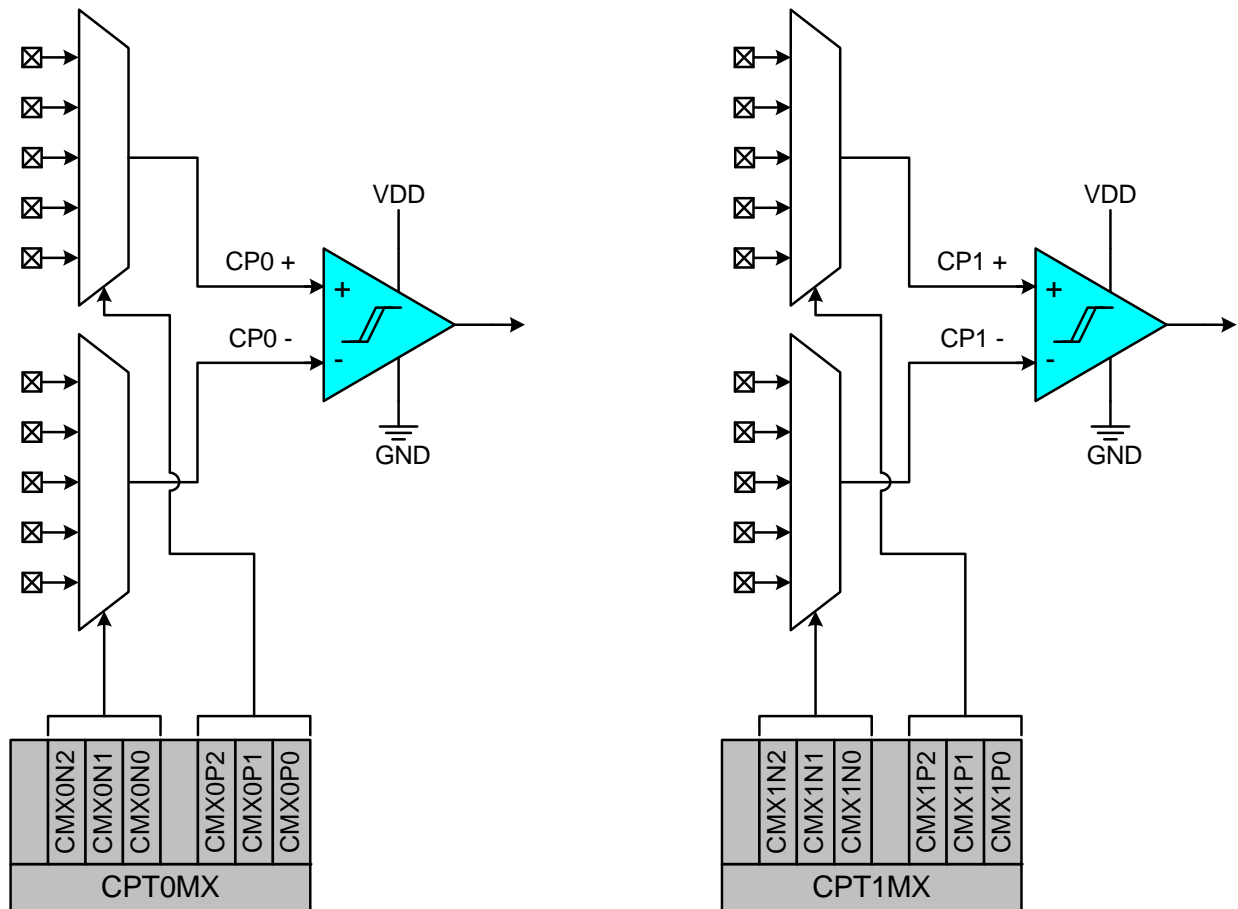 VDD
CP0 +
+
CP0 -
-
GND
CMX0N2
CMX0N1
CMX0N0
CMX0P2
CMX0P1
CMX0P0
CPT0MX
VDD
CP1 +
+
CP1 -
-
GND
CMX1N2
CMX1N1
CMX1N0
CMX1P2
CMX1P1
CMX1P0
CPT1MX